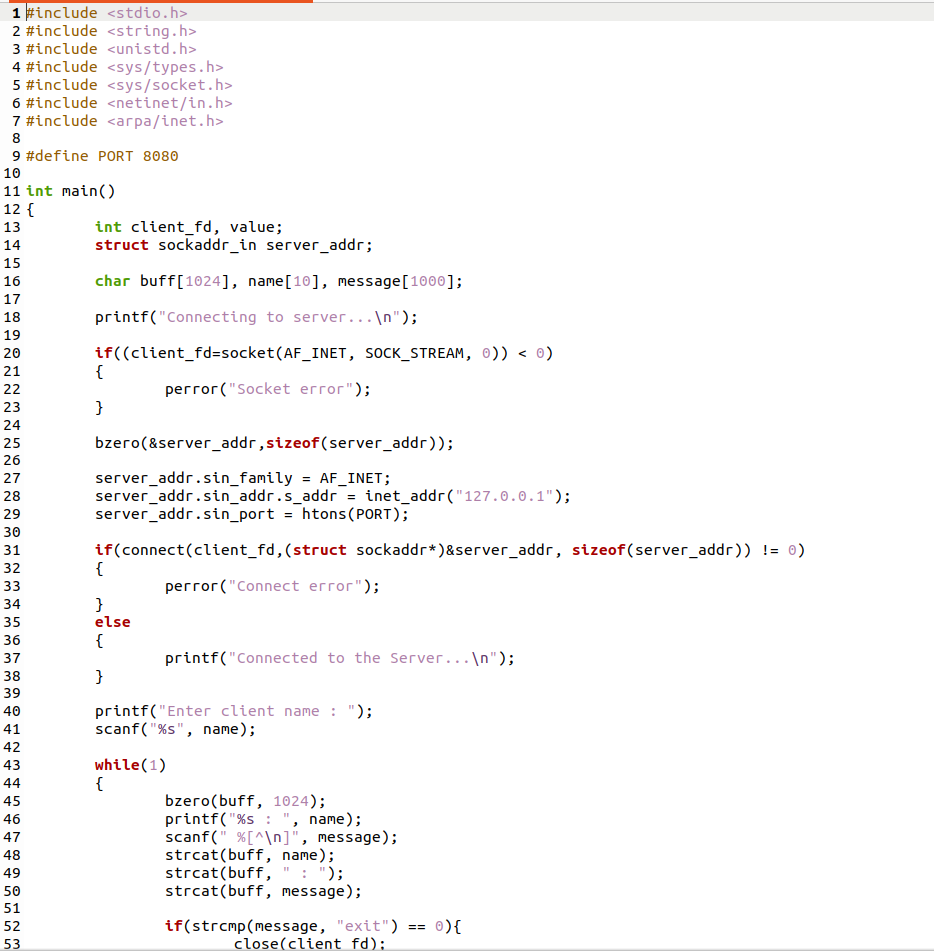 1 #include <stdio.h>
2 #include <string.h>
3 #include <unistd.h>
4 #include <sys/types.h>
5 #include <sys/socket.h>
6 #include <netinet/in.h>
7 #include <arpa/inet.h>
8
9 #define PORT 8080
10
11 int main()
12 {
13         int client_fd, value;
14         struct sockaddr_in server_addr;
15
16         char buff[1024], name[10], message[1000];
17
18         printf("Connecting to server...\n");
19
20         if((client_fd=socket(AF_INET, SOCK_STREAM, 0)) < 0)
21         {
22                 perror("Socket error");
23         }
24
25         bzero(&server_addr,sizeof(server_addr));
26
27         server_addr.sin_family = AF_INET;
28         server_addr.sin_addr.s_addr = inet_addr("127.0.0.1");
29         server_addr.sin_port = htons(PORT);
30
31         if(connect(client_fd,(struct sockaddr*)&server_addr, sizeof(server_addr)) != 0)
32         {
33                 perror("Connect error");
34         }
35         else
36         {
37                 printf("Connected to the Server...\n");
38         }
39
40         printf("Enter client name : ");
41         scanf("%s", name);
42
43         while(1)
44         {
45                 bzero(buff, 1024);
46                 printf("%s : ", name);
47                 scanf(" %[^\n]", message);
48                 strcat(buff, name);
49                 strcat(buff, " : ");
50                 strcat(buff, message);
51
52                 if(strcmp(message, "exit") == 0){
53                         close(client_fd);